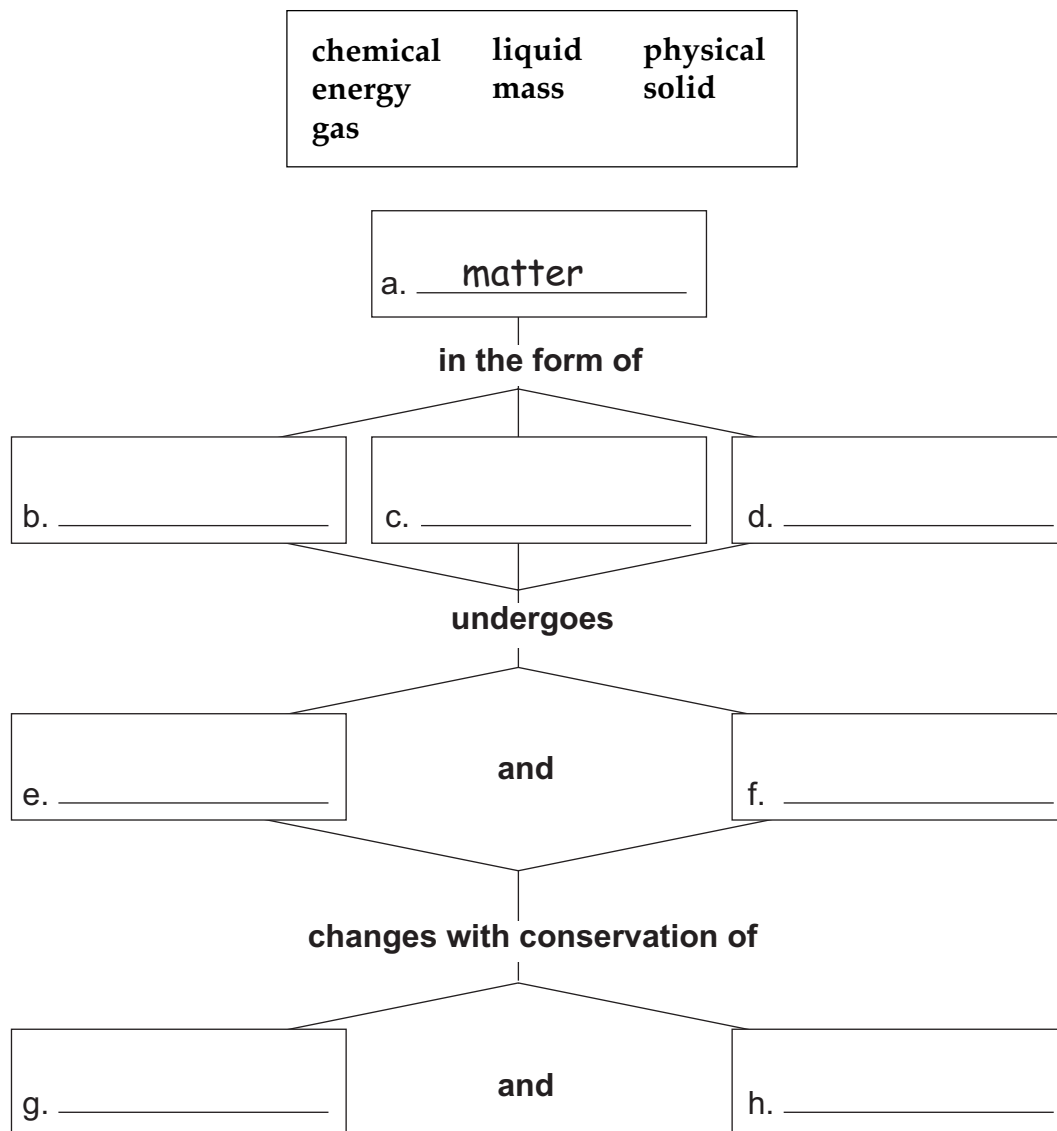 chemical liquid physical
energy mass solid
gas
a. matter
in the form of
b. c. d.
undergoes
e. and f.
changes with conservation of
g. and h.